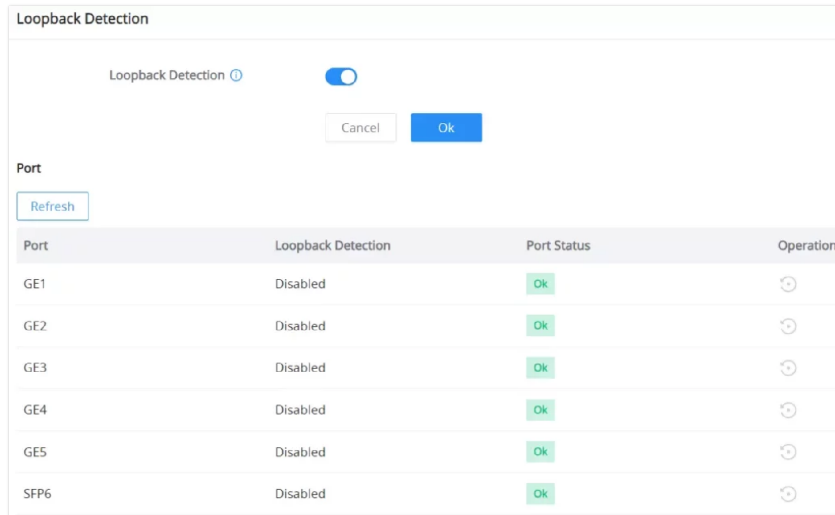 Loopback Detection
Loopback Detection
Cancel Ok
Port
Refresh
Port Loopback Detection Port Status Operation
GE1 Disabled Ok
GE2 Disabled Ok
GE3 Disabled Ok
GE4 Disabled Ok
GE5 Disabled Ok
SFP6 Disabled Ok